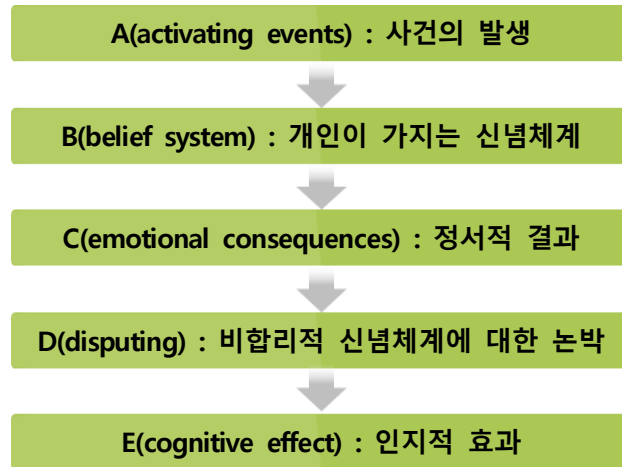 A(activating events) : 사건의 발생
B(belief system) : 개인이 가지는 신념체계
C(emotional consequences) : 정서적 결과
D(disputing) : 비합리적 신념체계에 대한 논박
E(cognitive effect) : 인지적 효과